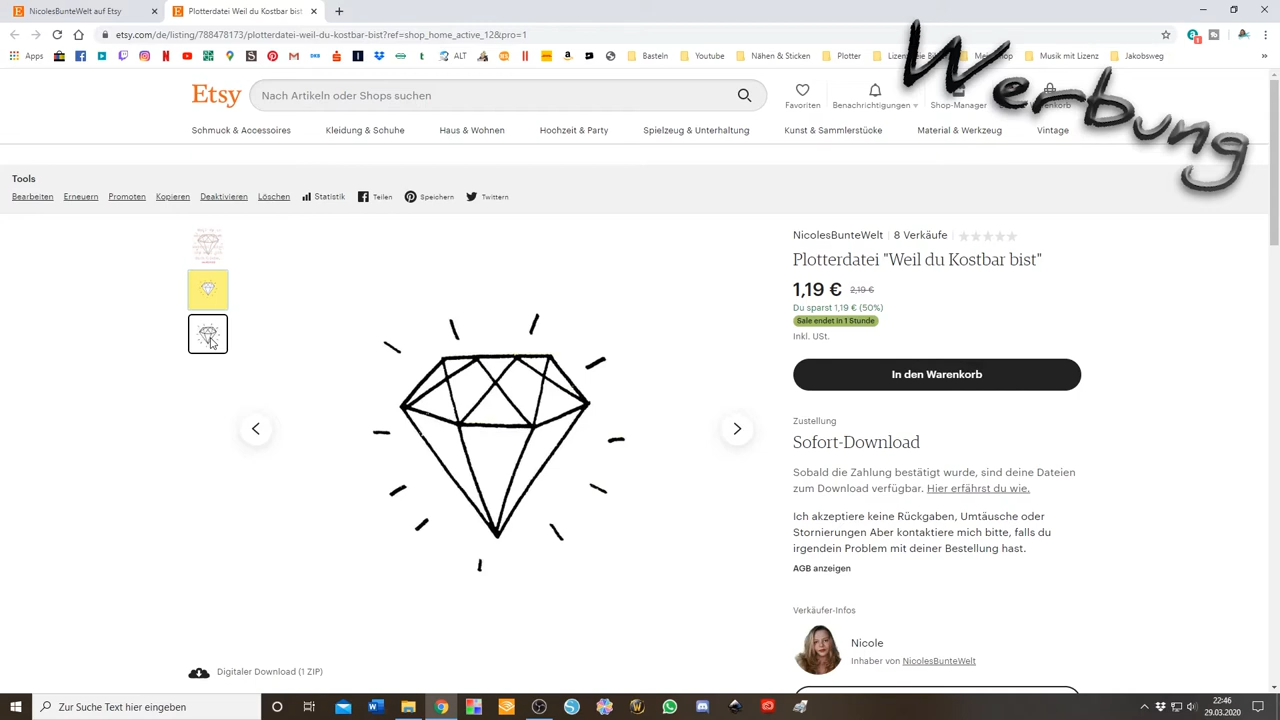 NicolesBunteWelt auf Etsy
Plotterdatei "Weil du Kostbar bist
etsy.com/de/listing/788478173/plotterdatei-weil-du-kostbar-bist?ref=shop_home_active_12&pro=1
Apps
ALT
Basteln
Youtube
Nähen & Sticken
Plotter
Musik mit Lizenz
Jakobsweg
Werbung
Etsy
Nach Artikeln oder Shops suchen
Favoriten
Benachrichtigungen
Shop-Manager
Schmuck & Accessoires
Kleidung & Schuhe
Haus & Wohnen
Hochzeit & Party
Spielzeug & Unterhaltung
Kunst & Sammlerstücke
Material & Werkzeug
Vintage
Tools
Bearbeiten
Erneuern
Promoten
Kopieren
Deaktivieren
Löschen
Statistik
Teilen
Speichern
Twittern
NicolesBunteWelt
8 Verkäufe
Plotterdatei "Weil du Kostbar bist"
1,19 € 2,19 €
Du sparst 1,19 € (50%)
Sale endet in 1 Stunde
Inkl. USt.
In den Warenkorb
Zustellung
Sofort-Download
Sobald die Zahlung bestätigt wurde, sind deine Dateien
zum Download verfügbar. Hier erfährst du wie.
Ich akzeptiere keine Rückgaben, Umtäusche oder
Stornierungen Aber kontaktiere mich bitte, falls du
irgendein Problem mit deiner Bestellung hast.
AGB anzeigen
Verkäufer-Infos
Nicole
Inhaber von NicolesBunteWelt
Digitaler Download (1 ZIP)
Zur Suche Text hier eingeben
22:46
29.03.2020